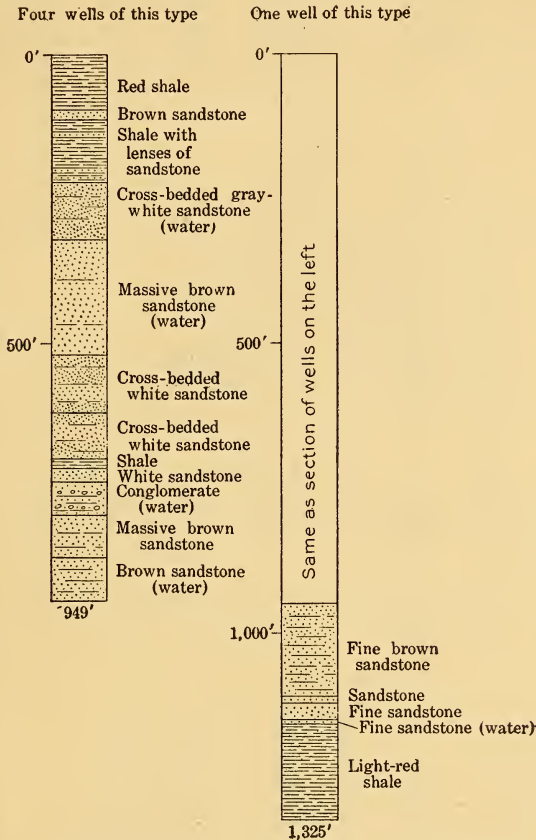 Four wells of this type
0'
Red shale
Brown sandstone
Shale with
lenses of
sandstone
Cross-bedded gray-
white sandstone
(water)
Massive brown
sandstone
(water)
500'
Cross-bedded
white sandstone
Cross-bedded
white sandstone
Shale
White sandstone
Conglomerate
(water)
Massive brown
sandstone
Brown sandstone
(water)
949'
One well of this type
0'
500'
Same as section of wells on the left
1,000'
Fine brown
sandstone
Sandstone
Fine sandstone
Fine sandstone (water)
Light-red
shale
1,325'